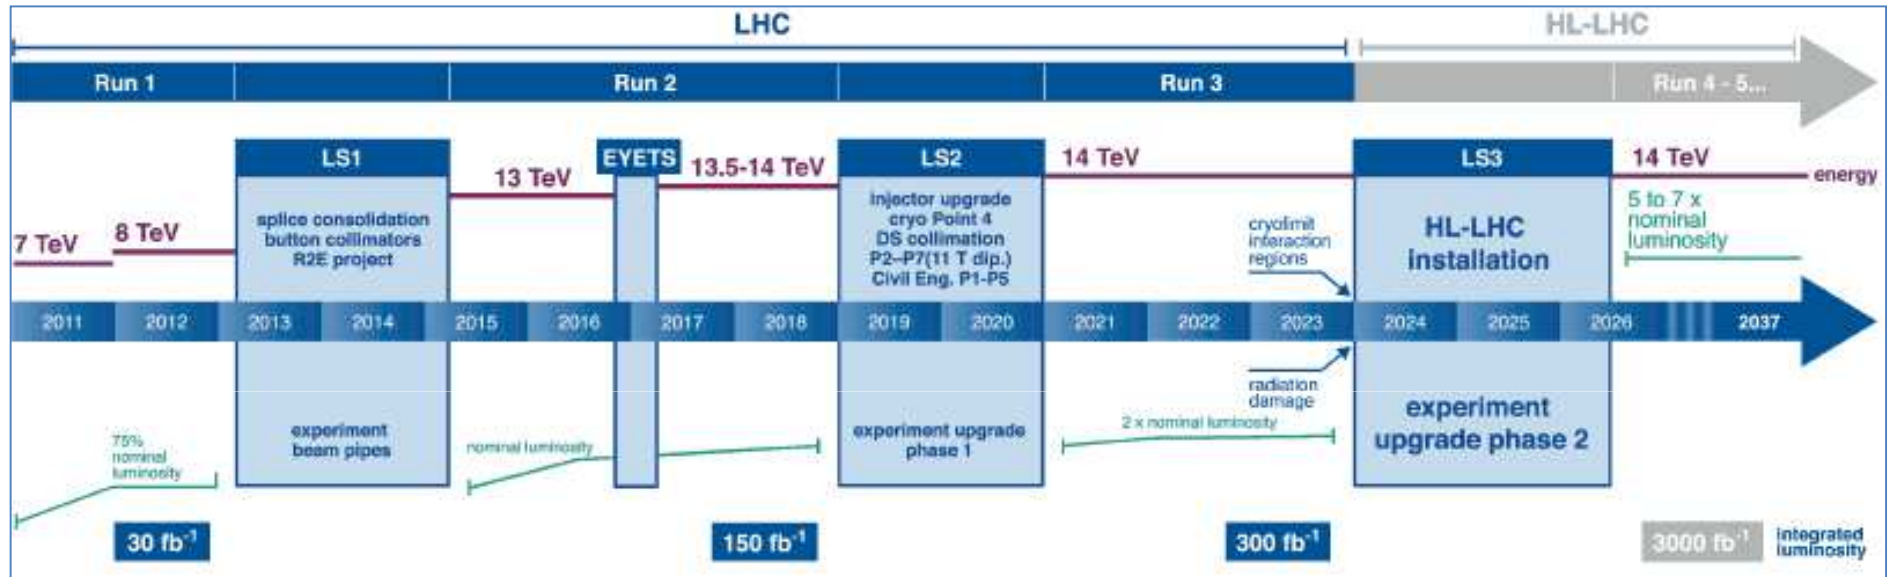 LHC
HL-LHC
Run 1
Run 2
Run 3
Run 4 - 5...
LS1
EYETS
13.5-14 TeV
LS2
14 TeV
LS3
14 TeV
energy
13 TeV
7 TeV
8 TeV
splice consolidation
button collimators
R2E project
injector upgrade
cryo Point 4
DS collimation
P2–P7(11 T dip.)
Civil Eng. P1-P5
cryolimit
interaction
regions
HL-LHC
installation
5 to 7 x
nominal
luminosity
2011
2012
2013
2014
2015
2016
2017
2018
2019
2020
2021
2022
2023
2024
2025
2026
2037
radiation
damage
75%
nominal
luminosity
experiment
beam pipes
nominal luminosity
experiment upgrade
phase 1
2 x nominal luminosity
experiment
upgrade phase 2
30 fb⁻¹
150 fb⁻¹
300 fb⁻¹
3000 fb⁻¹
integrated
luminosity